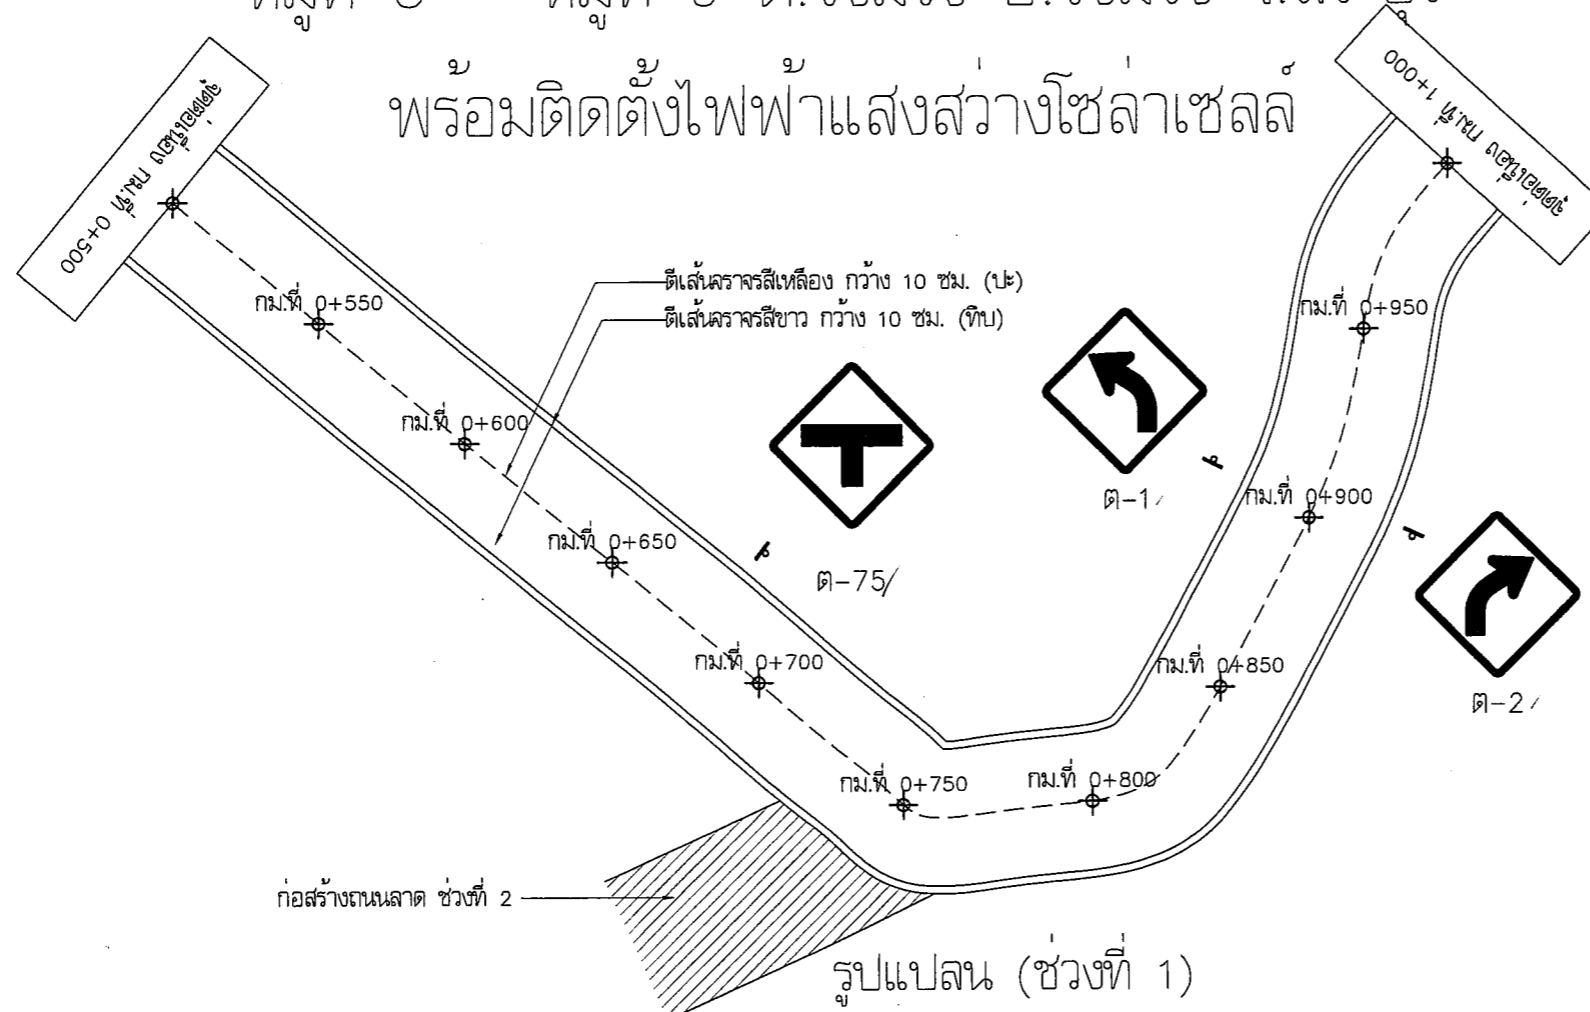 พร้อมติดตั้งไฟฟ้าแสงสว่างโซล่าเซลล์
จุดต่อเนื่อง กม.ที่ 0+500
จุดต่อเนื่อง กม.ที่ 1+000
ตีเส้นจราจรสีเหลือง กว้าง 10 ซม. (ปะ)
ตีเส้นจราจรสีขาว กว้าง 10 ซม. (ทึบ)
กม.ที่ 0+550
กม.ที่ 0+600
กม.ที่ 0+650
กม.ที่ 0+700
กม.ที่ 0+750
กม.ที่ 0+800
กม.ที่ 0+850
กม.ที่ 0+900
กม.ที่ 0+950
ต-75
ต-1
ต-2
ก่อสร้างถนนลาด ช่วงที่ 2
รูปแปลน (ช่วงที่ 1)